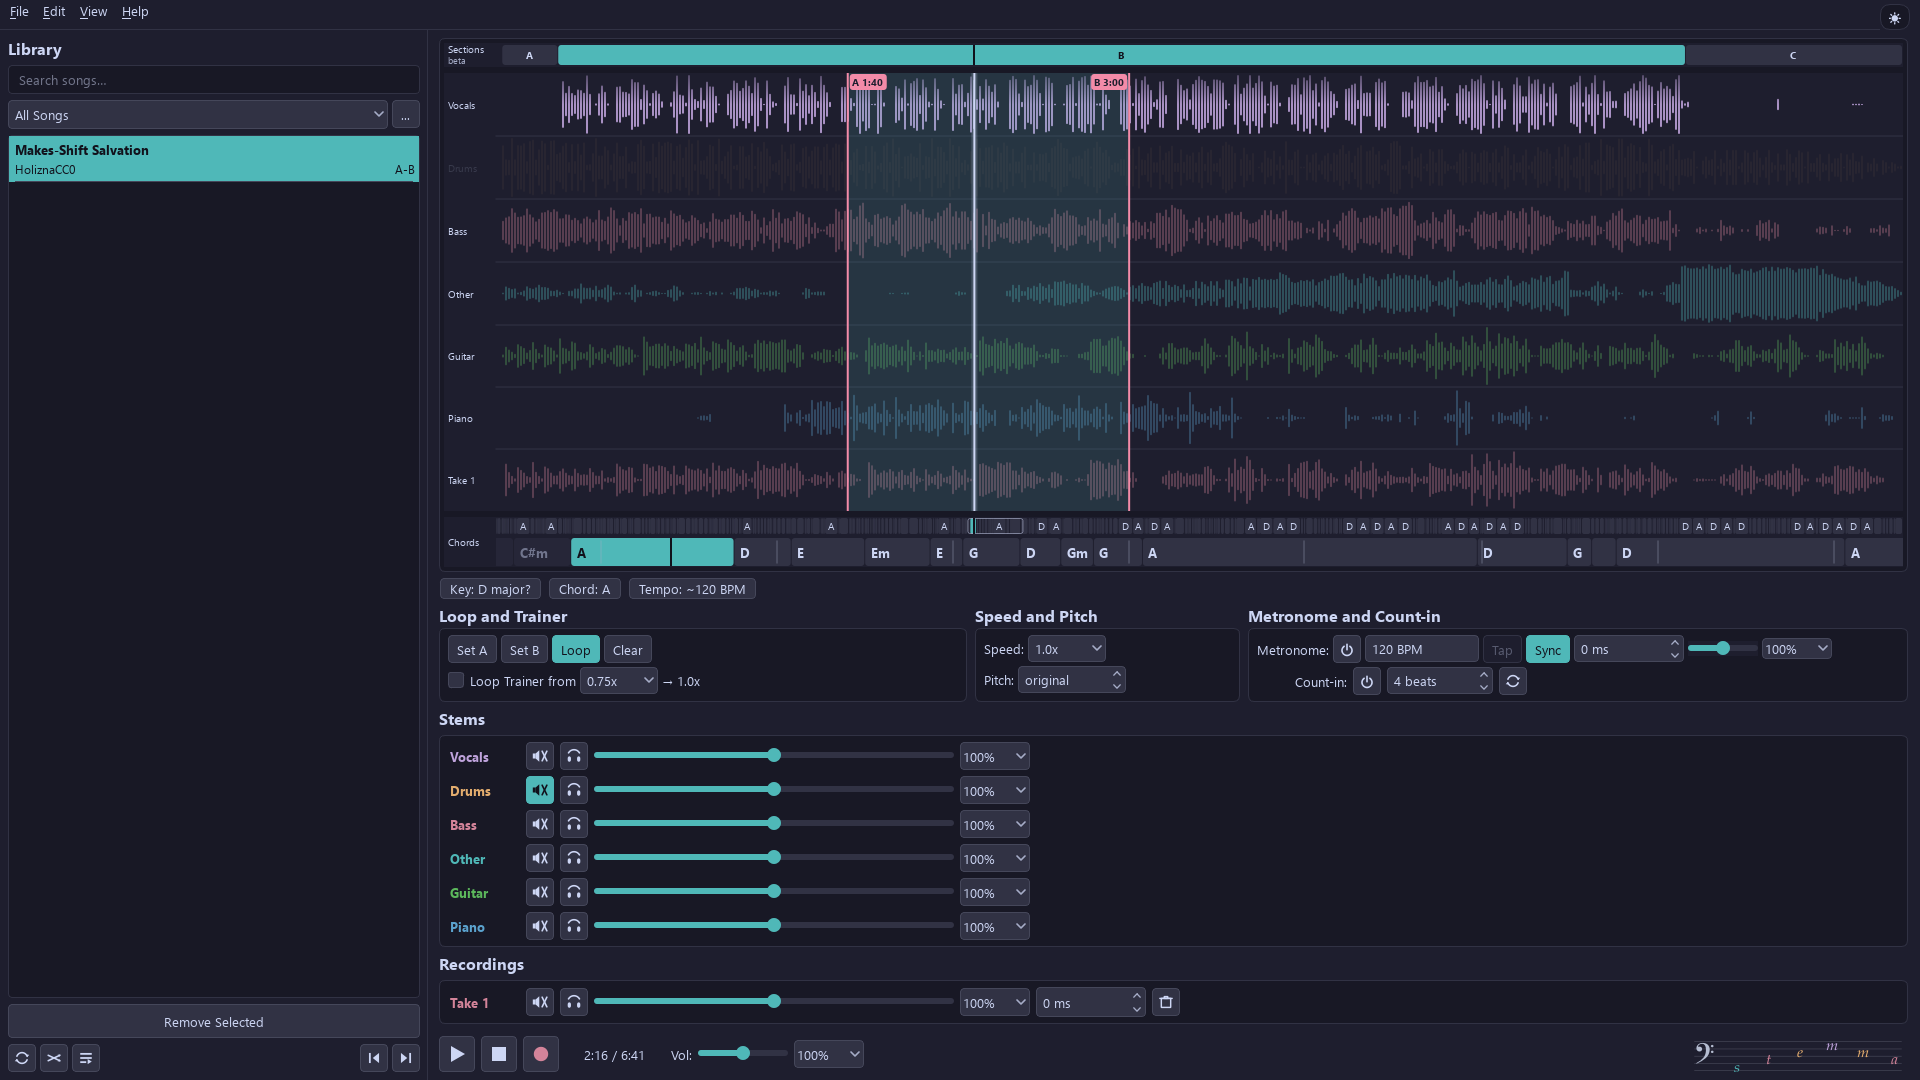 File Edit View Help
Library
Search songs...
All Songs ...
Makes-Shift Salvation
HoliznaCC0 A-B
Remove Selected
Sections
beta
A B C
A 1:40 B 3:00
Vocals
Drums
Bass
Other
Guitar
Piano
Take 1
A A A A A A D A D A D A A D A D D A D A A D A D A D D A D A D D A D A D A
Chords
C#m A D E Em E G D Gm G A D G D A
Key: D major? Chord: A Tempo: ~120 BPM
Loop and Trainer
Set A Set B Loop Clear
Loop Trainer from 0.75x → 1.0x
Speed and Pitch
Speed: 1.0x
Pitch: original
Metronome and Count-in
Metronome: 120 BPM Tap Sync 0 ms 100%
Count-in: 4 beats
Stems
Vocals 100%
Drums 100%
Bass 100%
Other 100%
Guitar 100%
Piano 100%
Recordings
Take 1 100% 0 ms
2:16 / 6:41 Vol: 100%
s t e m m a